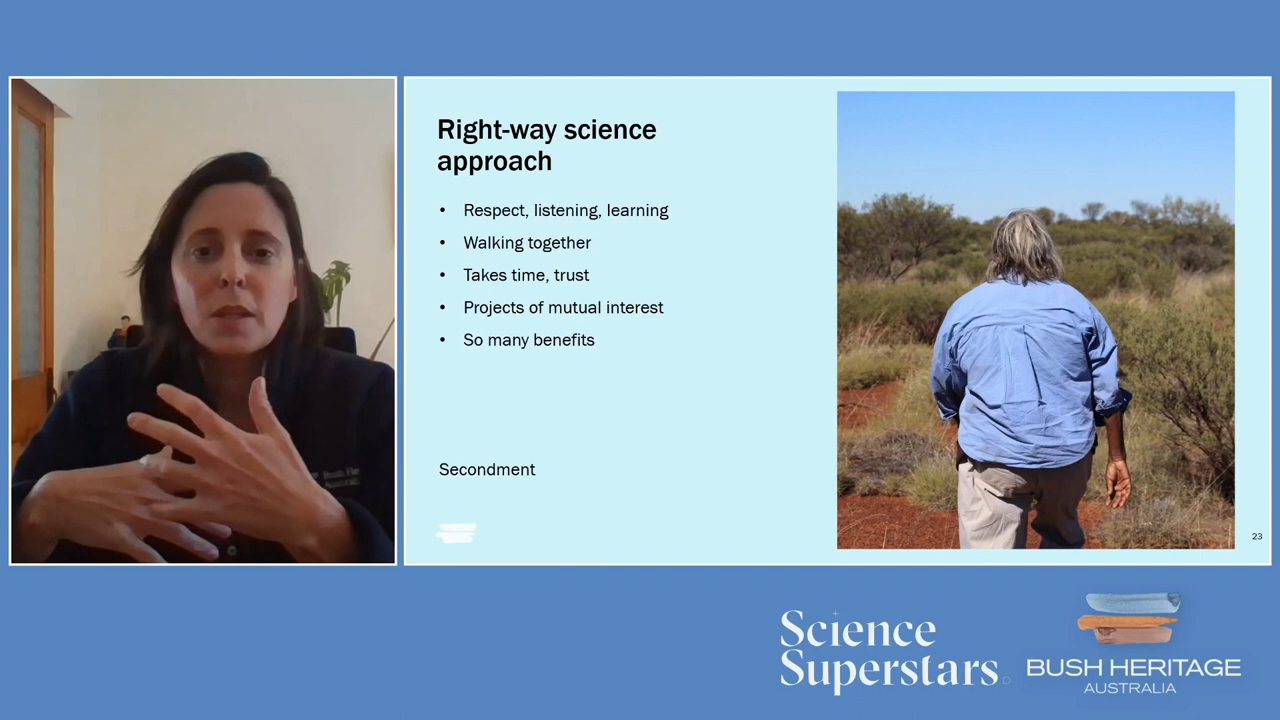 Right-way science
approach
• Respect, listening, learning
• Walking together
• Takes time, trust
• Projects of mutual interest
• So many benefits
Secondment
23
Science
Superstars
BUSH HERITAGE
AUSTRALIA